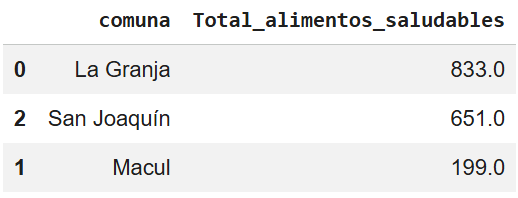 comuna Total_alimentos_saludables
0 La Granja 833.0
2 San Joaquín 651.0
1 Macul 199.0